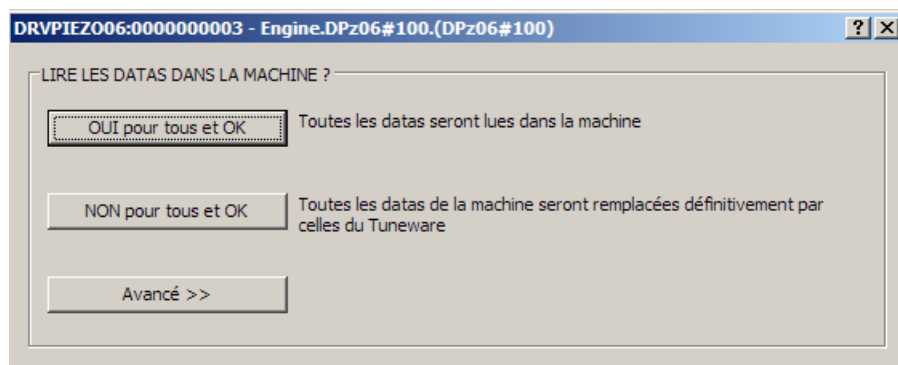 DRVPIEZO06:0000000003 - Engine.DPz06#100.(DPz06#100)
LIRE LES DATAS DANS LA MACHINE ?
OUI pour tous et OK
Toutes les datas seront lues dans la machine
NON pour tous et OK
Toutes les datas de la machine seront remplacées définitivement par
celles du Tuneware
Avancé >>